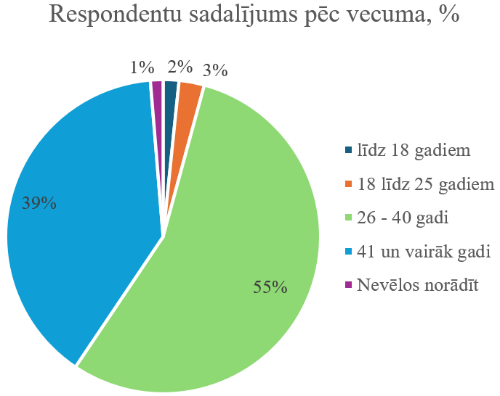 Respondentu sadalījums pēc vecuma, %
1%
2%
3%
39%
55%
līdz 18 gadiem
18 līdz 25 gadiem
26 - 40 gadi
41 un vairāk gadi
Nevēlos norādīt